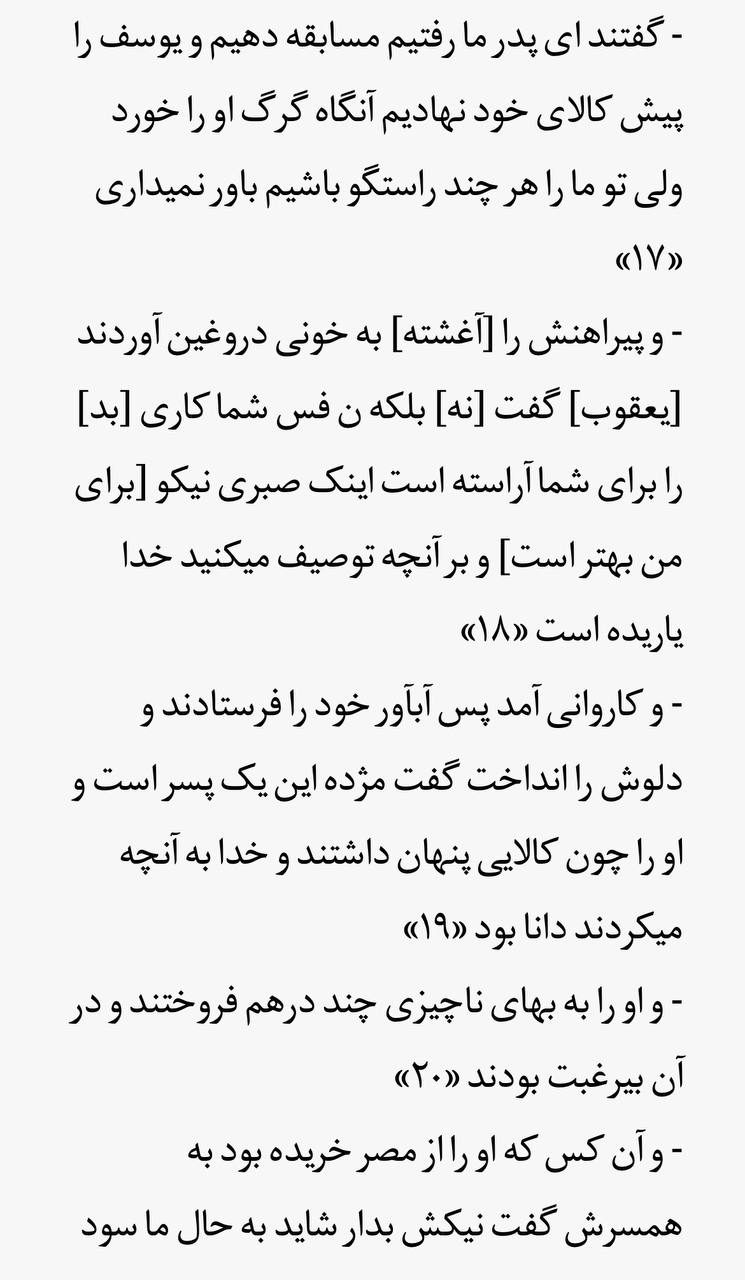 - گفتند ای پدر ما رفتیم مسابقه دهیم و یوسف را
پیش کالای خود نهادیم آنگاه گرگ او را خورد
ولی تو ما را هر چند راستگو باشیم باور نمیداری
«۱۷»
- و پیراهنش را [آغشته] به خونی دروغین آوردند
[یعقوب] گفت [نه] بلکه ن فس شما کاری [بد]
را برای شما آراسته است اینک صبری نیکو [برای
من بهتر است] و بر آنچه توصیف میکنید خدا
یاریده است «۱۸»
- و کاروانی آمد پس آبآور خود را فرستادند و
دلوش را انداخت گفت مژده این یک پسر است و
او را چون کالایی پنهان داشتند و خدا به آنچه
میکردند دانا بود «۱۹»
- و او را به بهای ناچیزی چند درهم فروختند و در
آن بیرغبت بودند «۲۰»
- و آن کس که او را از مصر خریده بود به
همسرش گفت نیکش بدار شاید به حال ما سود